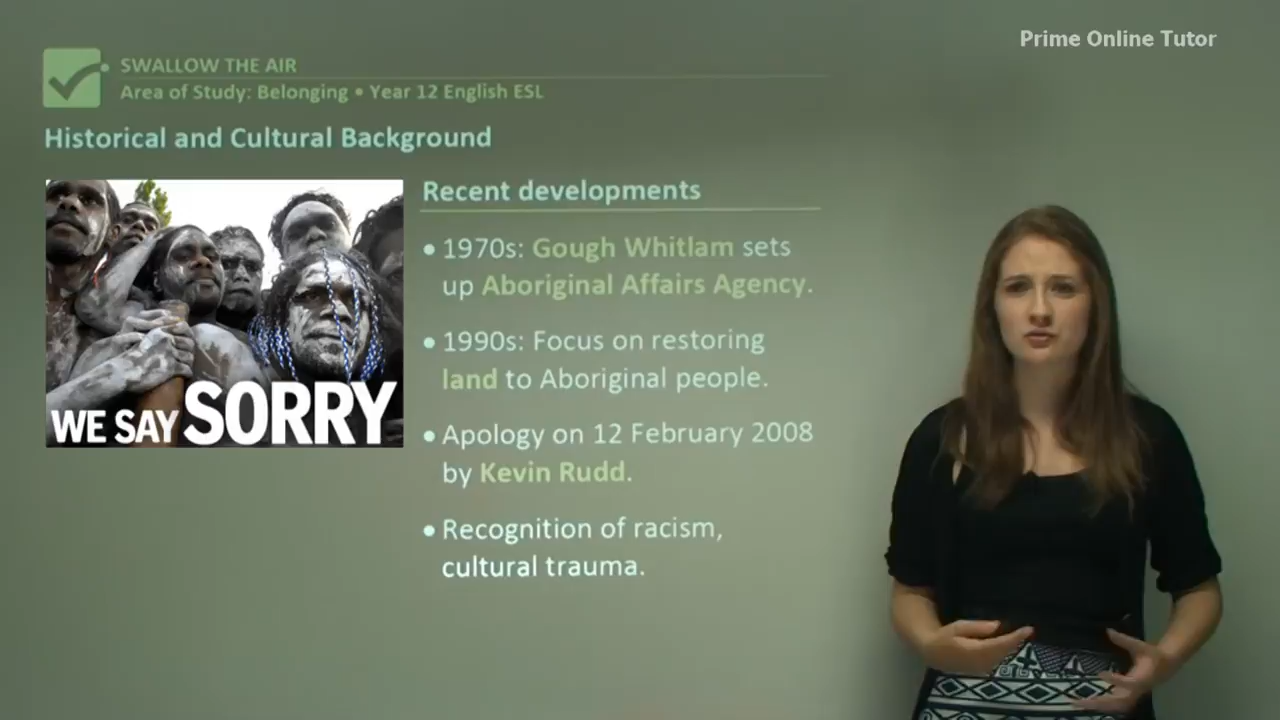 Prime Online Tutor
SWALLOW THE AIR
Area of Study: Belonging • Year 12 English ESL
Historical and Cultural Background
WE SAY SORRY
Recent developments
• 1970s: Gough Whitlam sets
up Aboriginal Affairs Agency.
• 1990s: Focus on restoring
land to Aboriginal people.
• Apology on 12 February 2008
by Kevin Rudd.
• Recognition of racism,
cultural trauma.